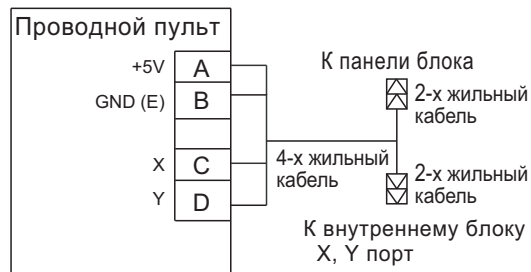 Проводной пульт
+5V A
GND (E) B
X C
Y D
4-х жильный
кабель
К панели блока
2-х жильный
кабель
2-х жильный
кабель
К внутреннему блоку
X, Y порт